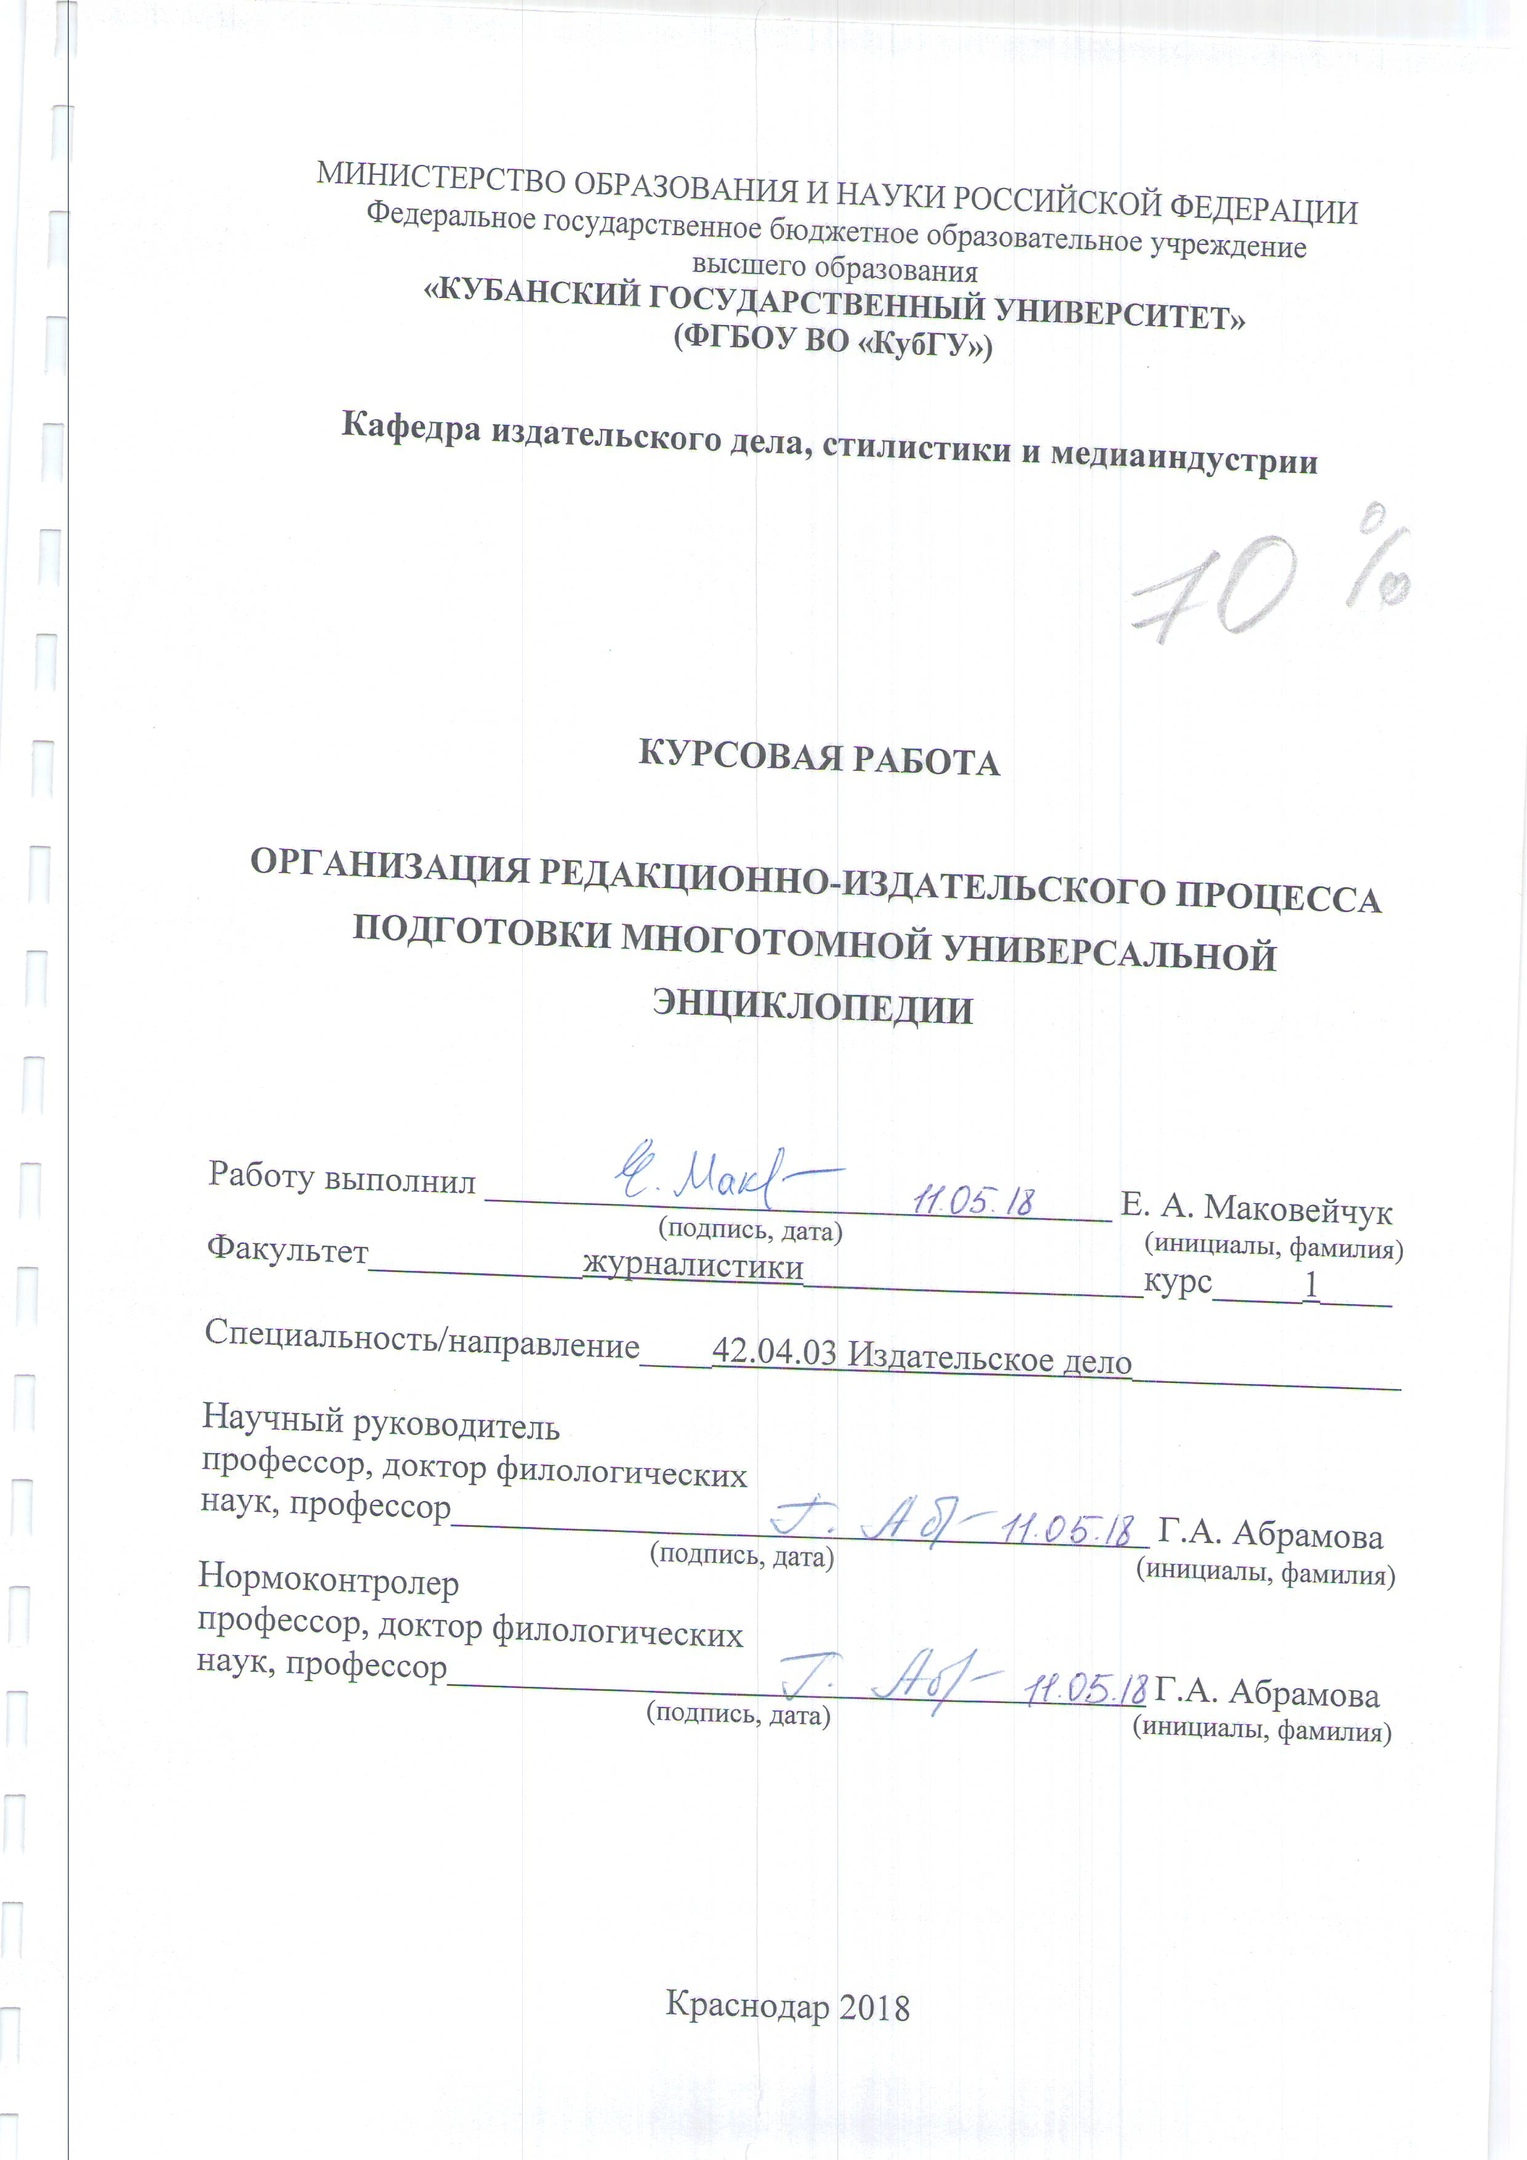 МИНИСТЕРСТВО ОБРАЗОВАНИЯ И НАУКИ РОССИЙСКОЙ ФЕДЕРАЦИИ
Федеральное государственное бюджетное образовательное учреждение
высшего образования
«КУБАНСКИЙ ГОСУДАРСТВЕННЫЙ УНИВЕРСИТЕТ»
(ФГБОУ ВО «КубГУ»)
Кафедра издательского дела, стилистики и медиаиндустрии
70 %
КУРСОВАЯ РАБОТА
ОРГАНИЗАЦИЯ РЕДАКЦИОННО-ИЗДАТЕЛЬСКОГО ПРОЦЕССА
ПОДГОТОВКИ МНОГОТОМНОЙ УНИВЕРСАЛЬНОЙ
ЭНЦИКЛОПЕДИИ
Работу выполнил Е. Мак 11.05.18 Е. А. Маковейчук
(подпись, дата) (инициалы, фамилия)
Факультет журналистики курс 1
Специальность/направление 42.04.03 Издательское дело
Научный руководитель
профессор, доктор филологических
наук, профессор Г. Аб 11.05.18 Г.А. Абрамова
(подпись, дата) (инициалы, фамилия)
Нормоконтролер
профессор, доктор филологических
наук, профессор Г. Аб 11.05.18 Г.А. Абрамова
(подпись, дата) (инициалы, фамилия)
Краснодар 2018